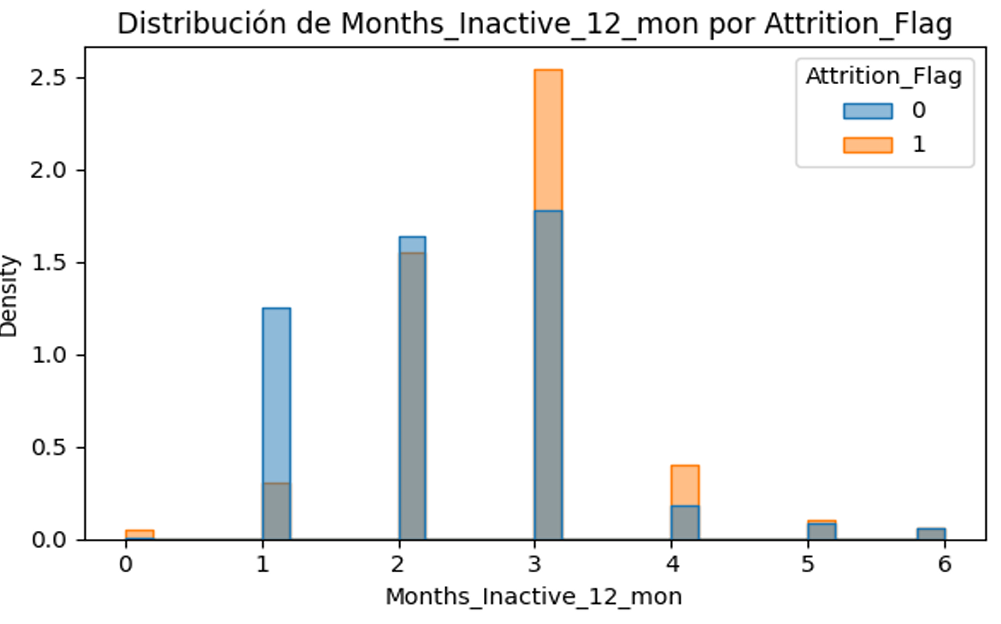 Distribución de Months_Inactive_12_mon por Attrition_Flag
Attrition_Flag
0
1
Density
2.5
2.0
1.5
1.0
0.5
0.0
0 1 2 3 4 5 6
Months_Inactive_12_mon